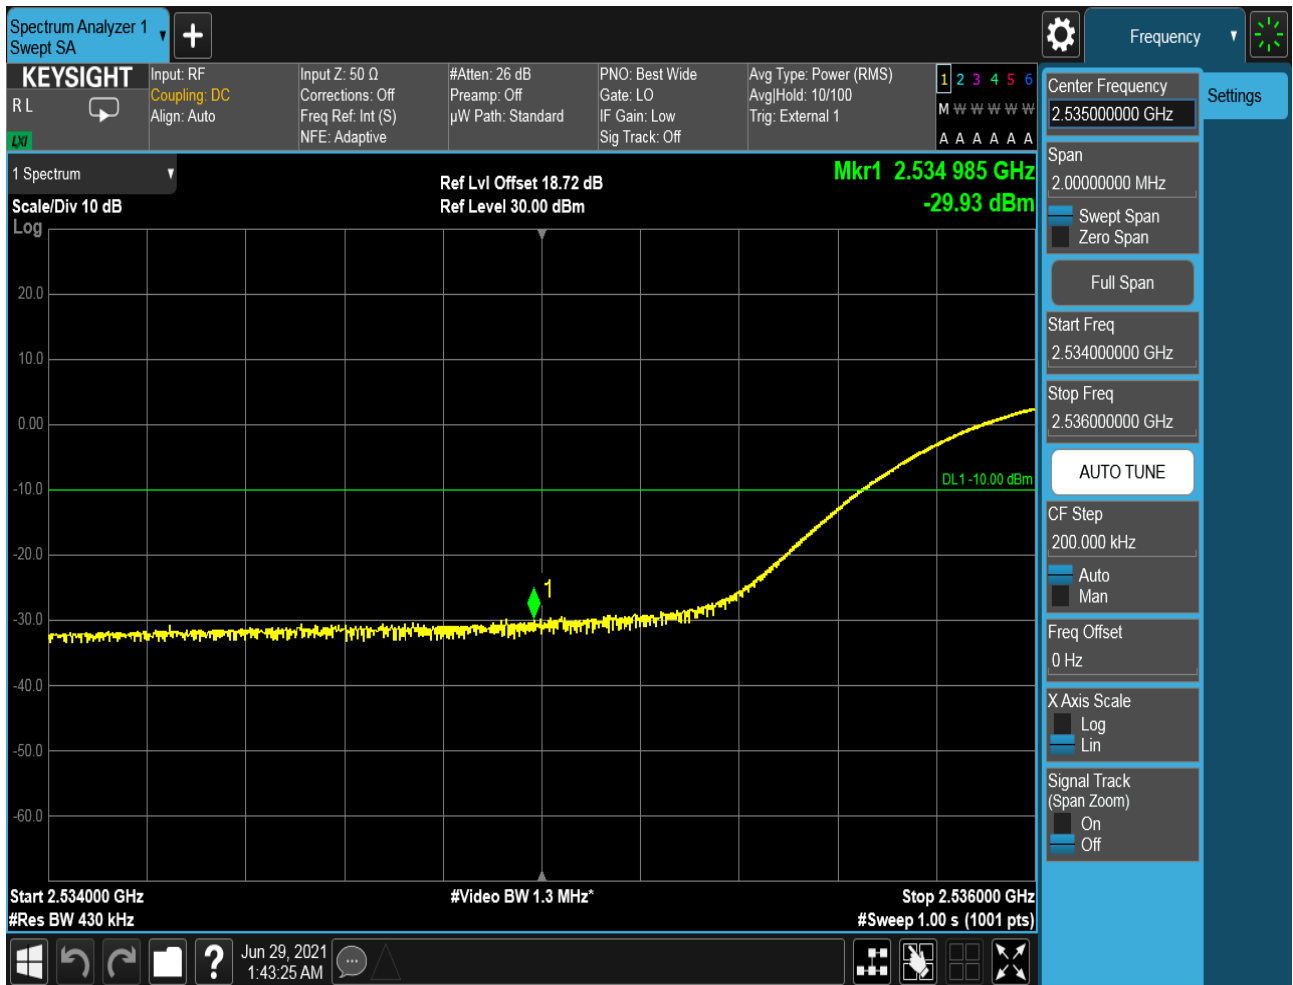 Spectrum Analyzer 1
Swept SA
Frequency
KEYSIGHT
R L
LXI
Input: RF
Coupling: DC
Align: Auto
Input Z: 50 Ω
Corrections: Off
Freq Ref: Int (S)
NFE: Adaptive
#Atten: 26 dB
Preamp: Off
µW Path: Standard
PNO: Best Wide
Gate: LO
IF Gain: Low
Sig Track: Off
Avg Type: Power (RMS)
Avg|Hold: 10/100
Trig: External 1
1 2 3 4 5 6
M W W W W W
A A A A A A
1 Spectrum
Scale/Div 10 dB
Log
Ref Lvl Offset 18.72 dB
Ref Level 30.00 dBm
Mkr1 2.534 985 GHz
-29.93 dBm
20.0
10.0
0.00
-10.0
-20.0
-30.0
-40.0
-50.0
-60.0
DL1 -10.00 dBm
1
Start 2.534000 GHz
#Res BW 430 kHz
#Video BW 1.3 MHz*
Stop 2.536000 GHz
#Sweep 1.00 s (1001 pts)
Center Frequency
2.535000000 GHz
Settings
Span
2.00000000 MHz
Swept Span
Zero Span
Full Span
Start Freq
2.534000000 GHz
Stop Freq
2.536000000 GHz
AUTO TUNE
CF Step
200.000 kHz
Auto
Man
Freq Offset
0 Hz
X Axis Scale
Log
Lin
Signal Track
(Span Zoom)
On
Off
?
Jun 29, 2021
1:43:25 AM